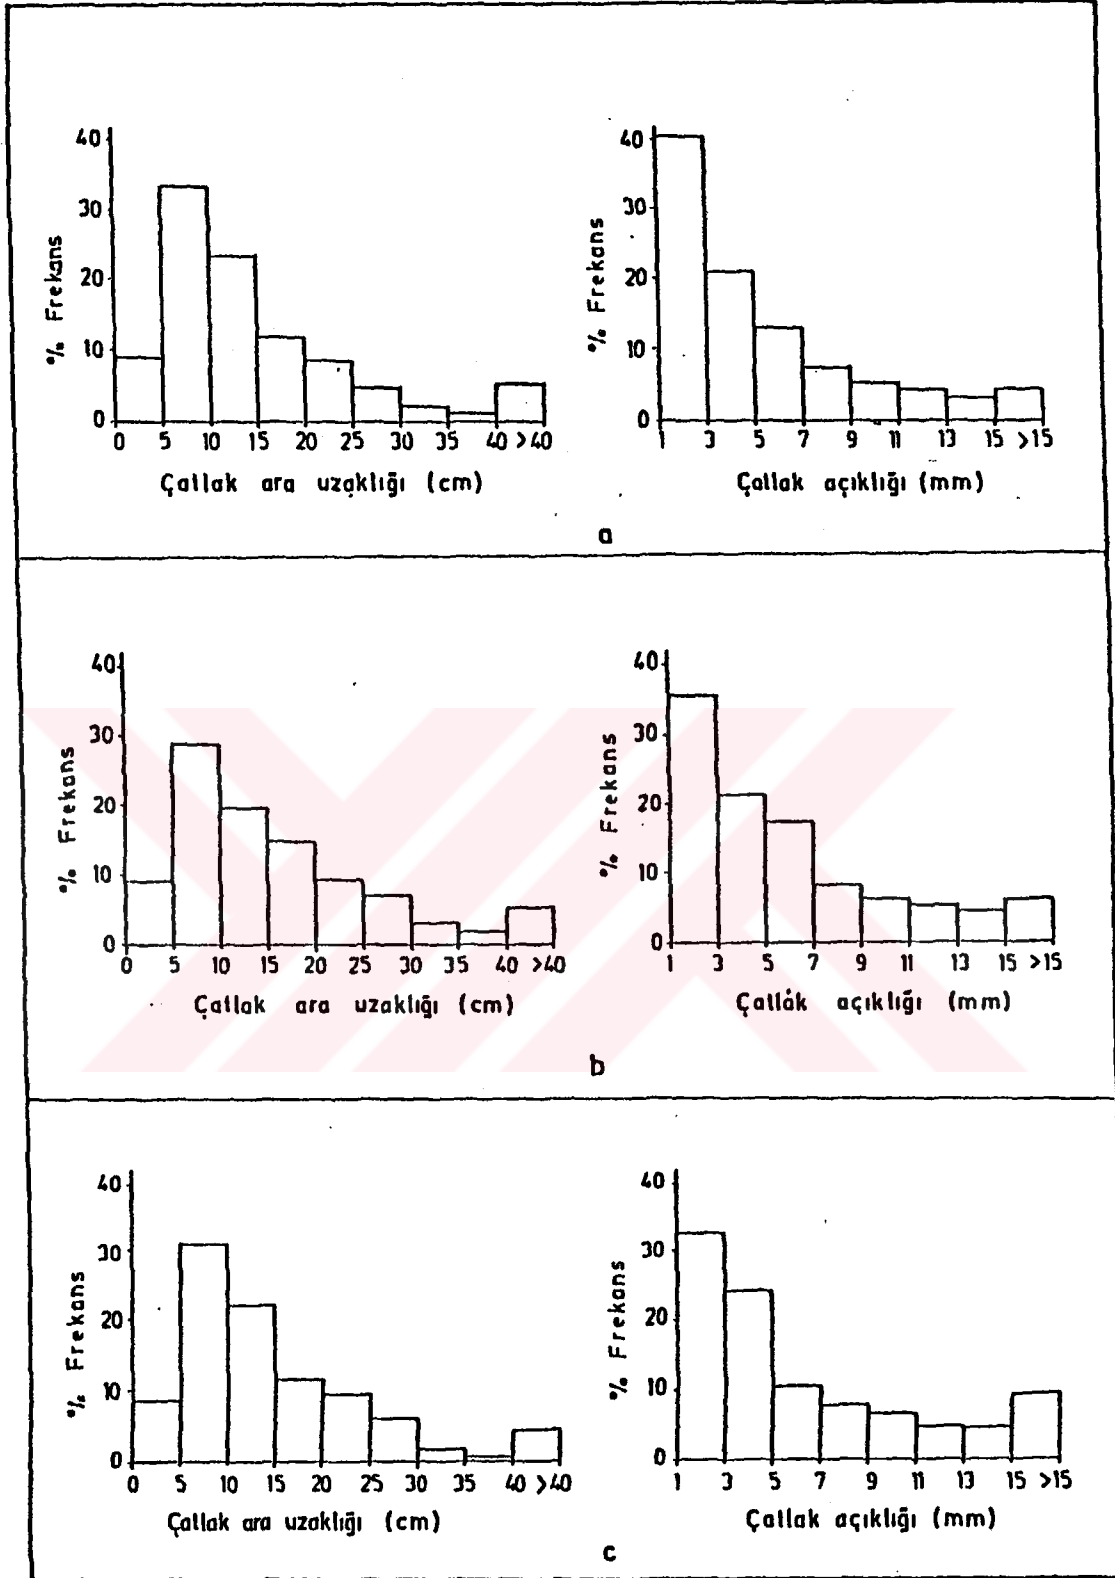 40
30
20
10
0
% Frekans
0 5 10 15 20 25 30 35 40 >40
Çatlak ara uzaklığı (cm)
40
30
20
10
0
% Frekans
1 3 5 7 9 11 13 15 >15
Çatlak açıklığı (mm)
a
40
30
20
10
0
% Frekans
0 5 10 15 20 25 30 35 40 >40
Çatlak ara uzaklığı (cm)
40
30
20
10
0
% Frekans
1 3 5 7 9 11 13 15 >15
Çatlak açıklığı (mm)
b
40
30
20
10
0
% Frekans
0 5 10 15 20 25 30 35 40 >40
Çatlak ara uzaklığı (cm)
40
30
20
10
0
% Frekans
1 3 5 7 9 11 13 15 >15
Çatlak açıklığı (mm)
c